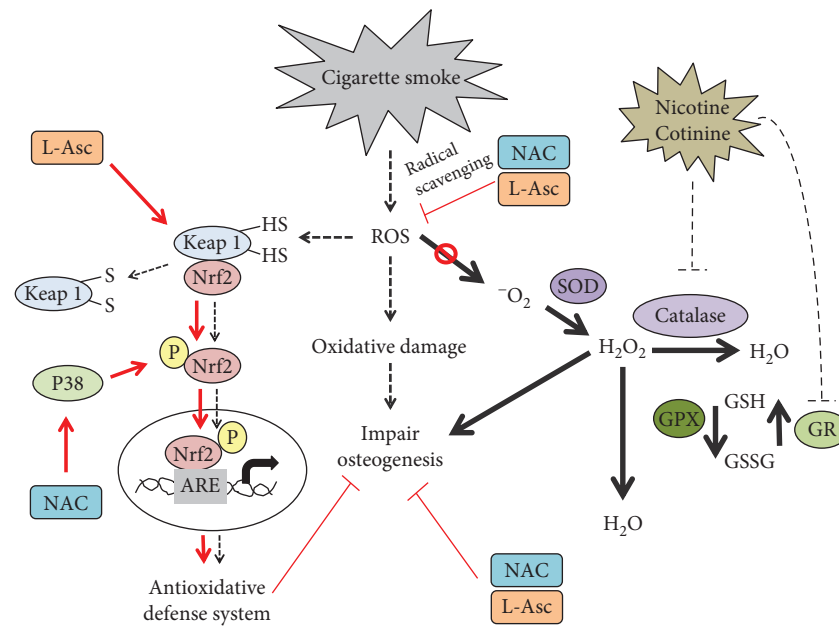 Cigarette smoke
Nicotine
Cotinine
L-Asc
Radical
scavenging
NAC
L-Asc
HS
Keap 1
HS
ROS
Nrf2
S
Keap 1
S
⁻O₂
SOD
Catalase
P
Nrf2
Oxidative damage
H₂O₂
H₂O
P38
GPX
GSH
GR
GSSG
P
Nrf2
ARE
Impair
osteogenesis
NAC
H₂O
Antioxidative
defense system
NAC
L-Asc